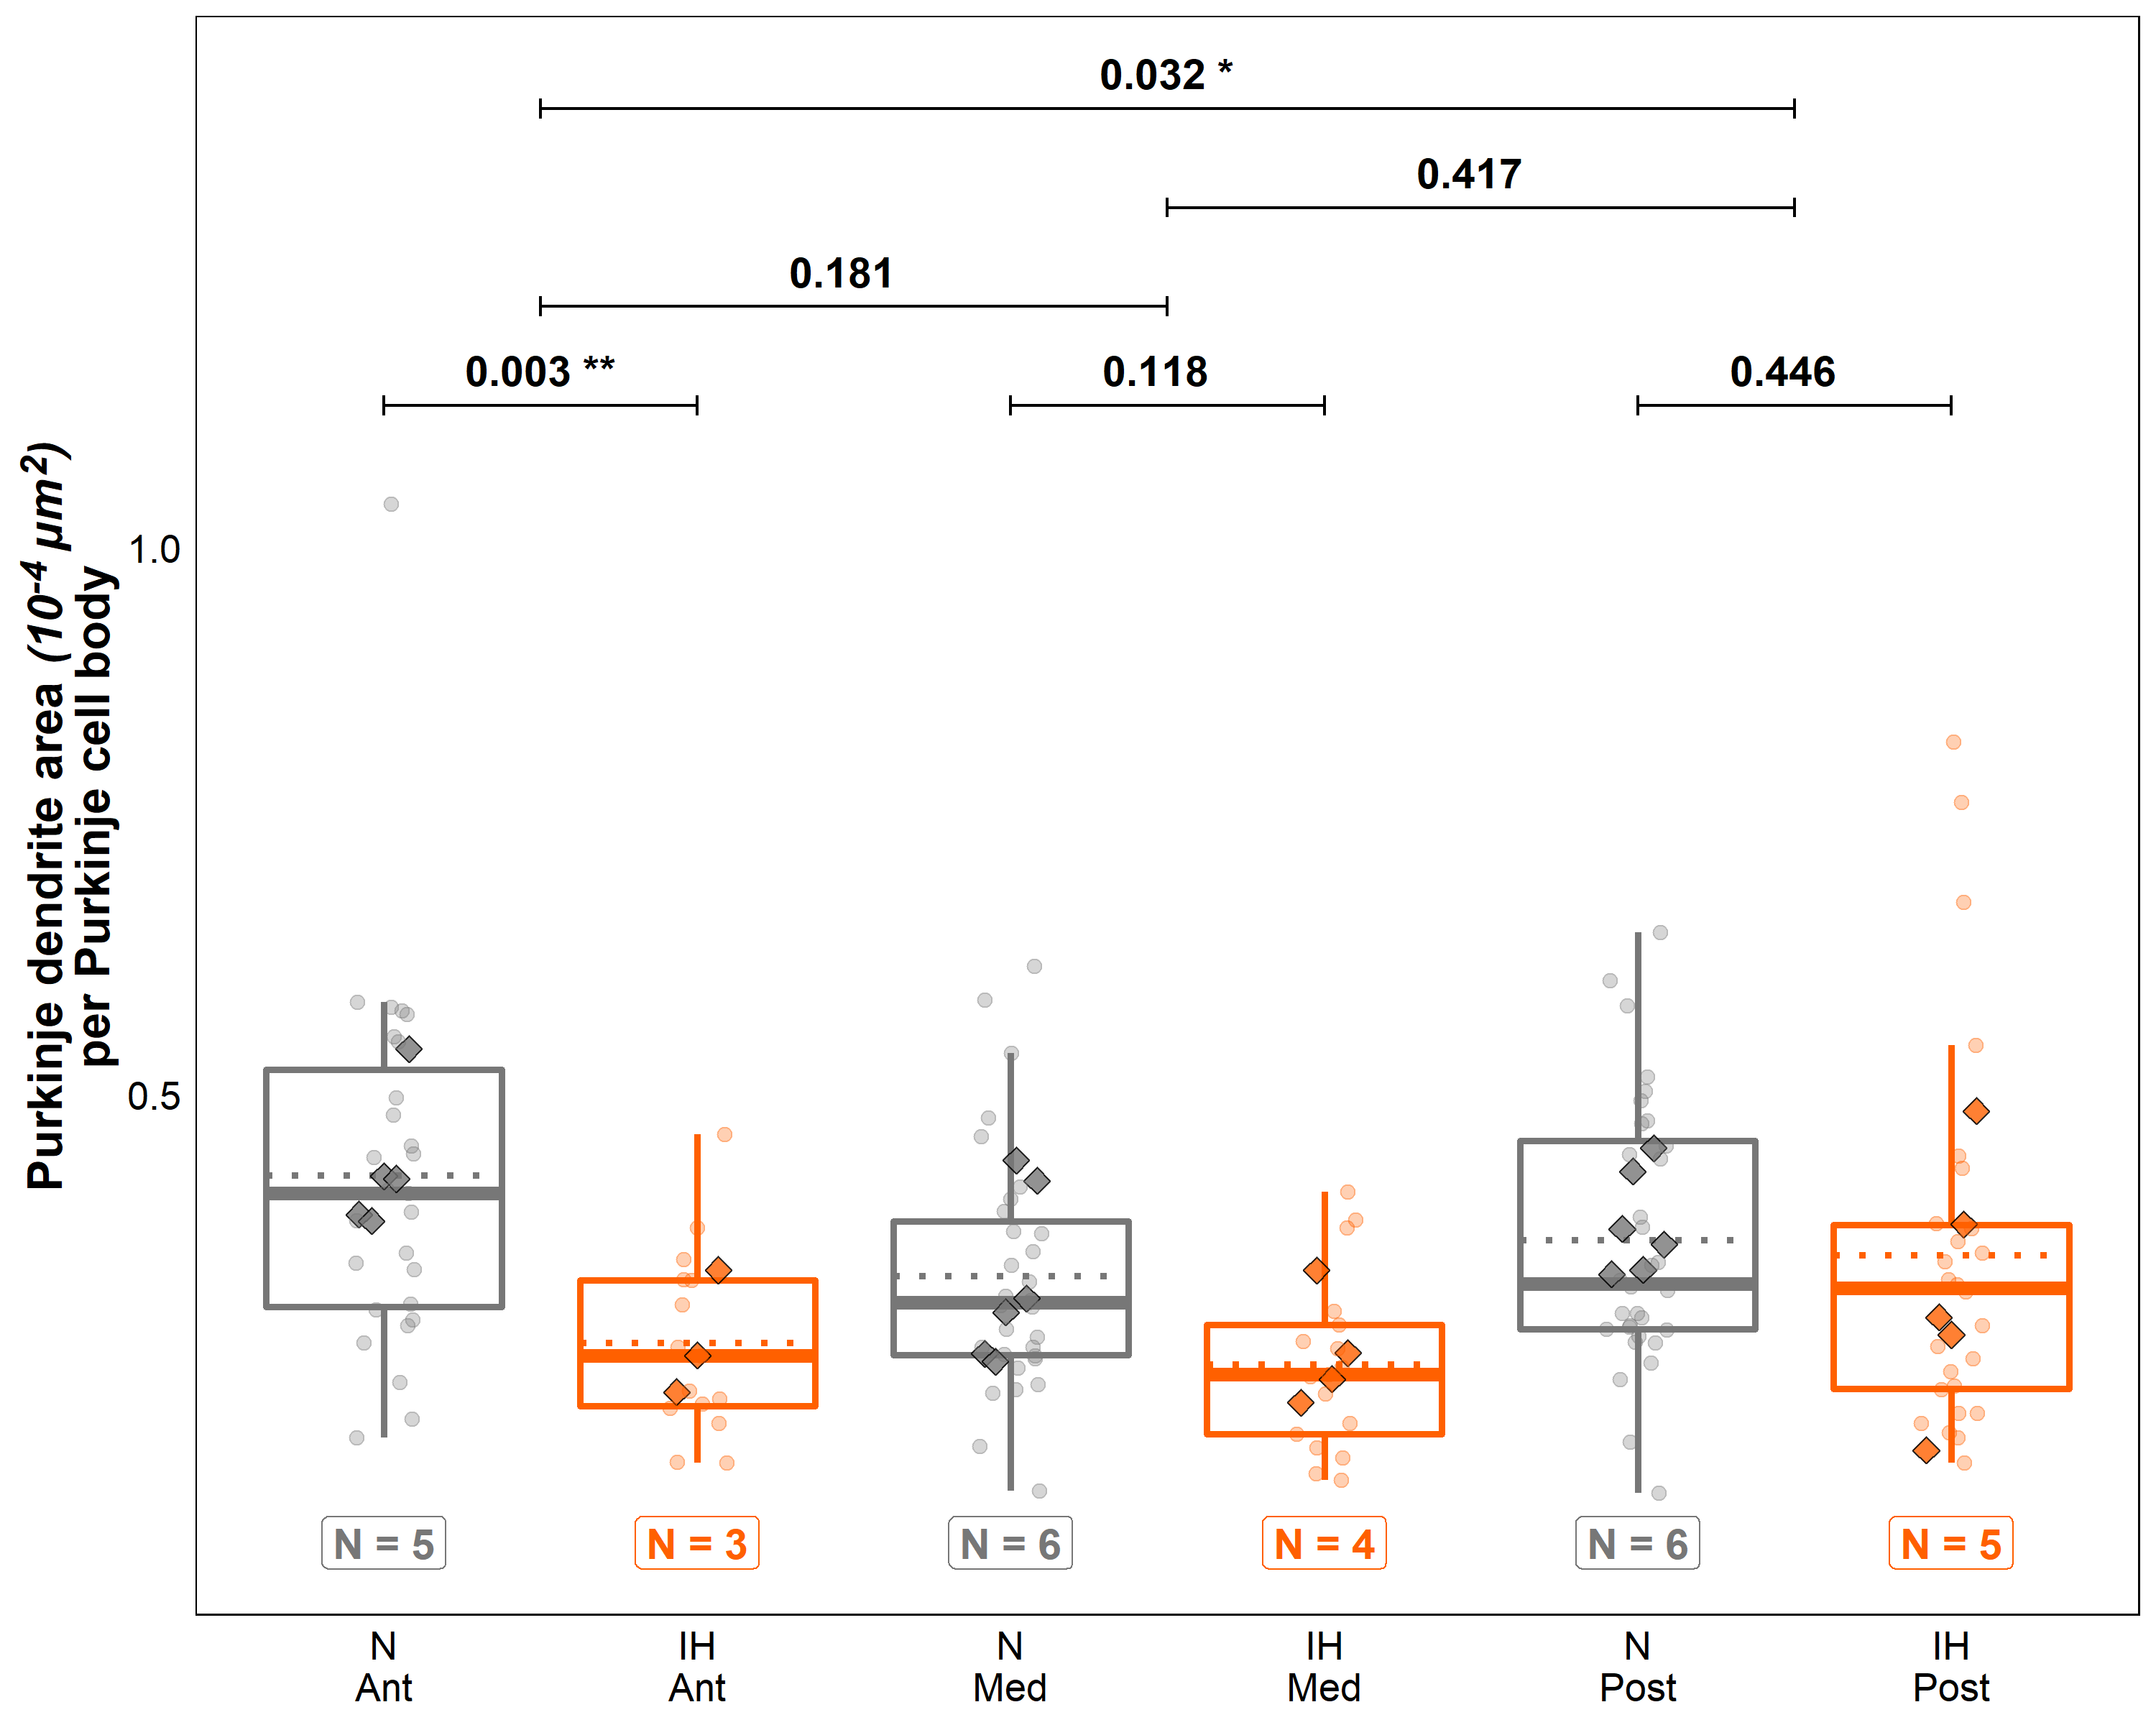 0.032 *
0.417
0.181
0.003 **
0.118
0.446
Purkinje dendrite area (10⁻⁴ µm²)
per Purkinje cell body
1.0
0.5
N = 5
N = 3
N = 6
N = 4
N = 6
N = 5
N
Ant
IH
Ant
N
Med
IH
Med
N
Post
IH
Post